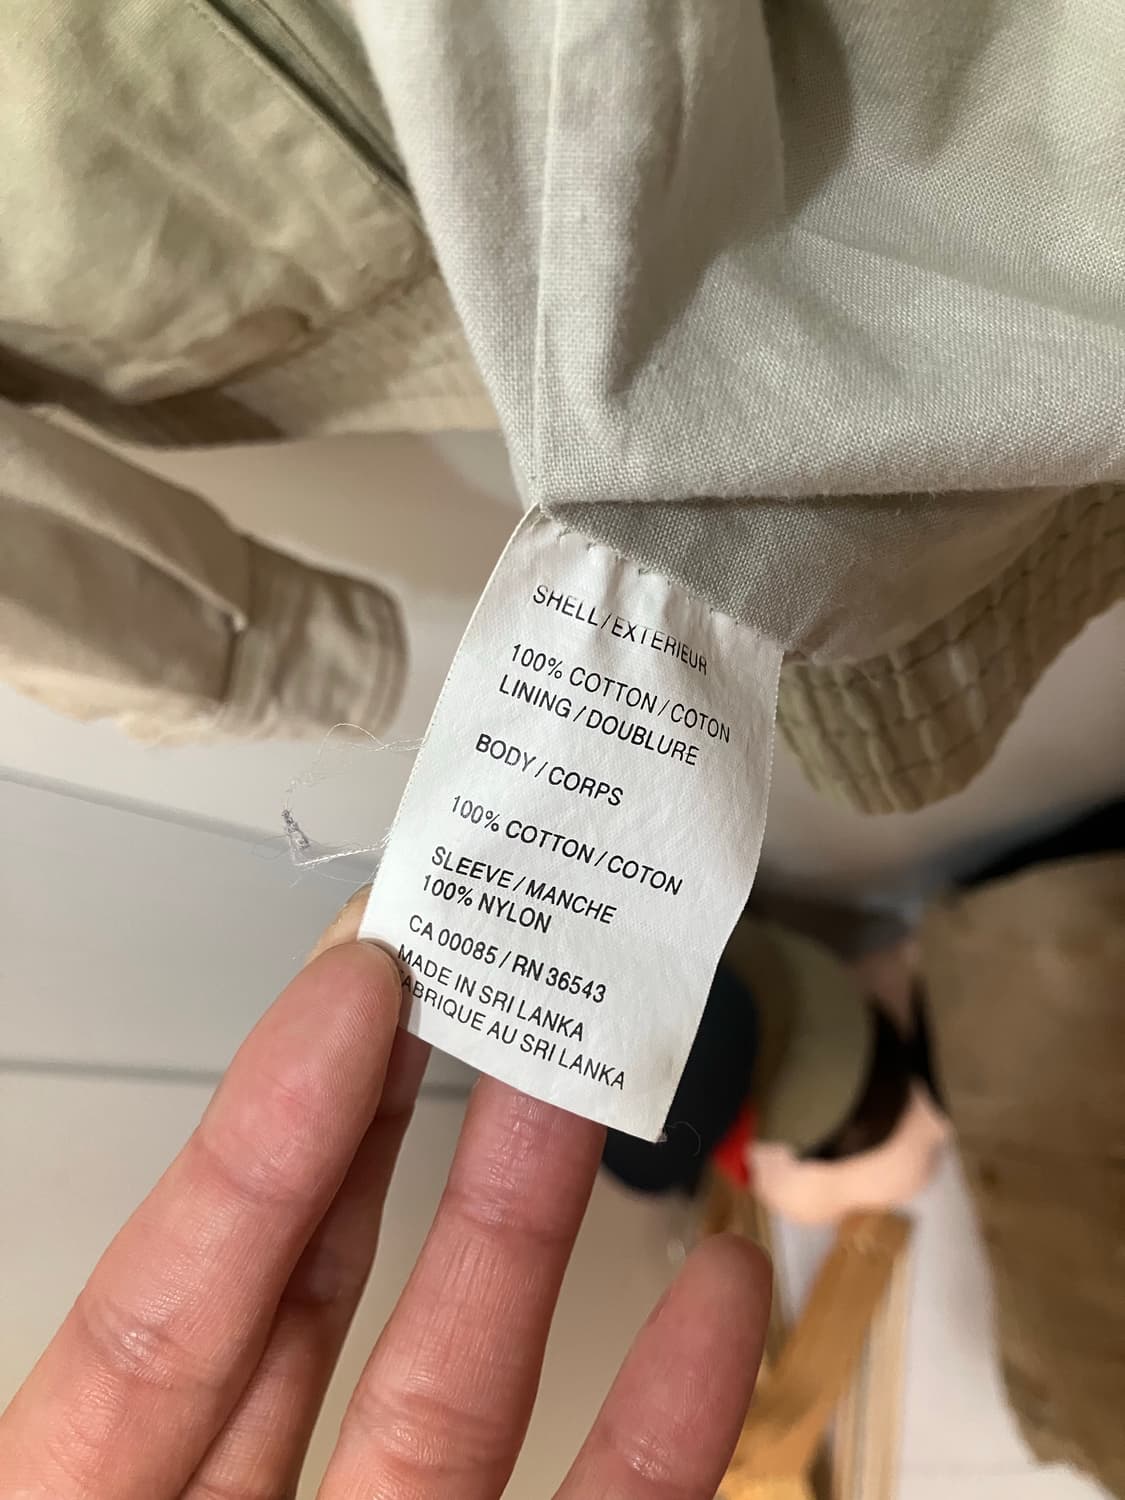 SHELL/EXTERIEUR
100% COTTON/COTON
LINING/DOUBLURE
BODY/CORPS
100% COTTON/COTON
SLEEVE/MANCHE
100% NYLON
CA 00085/RN 36543
MADE IN SRI LANKA
FABRIQUE AU SRI LANKA